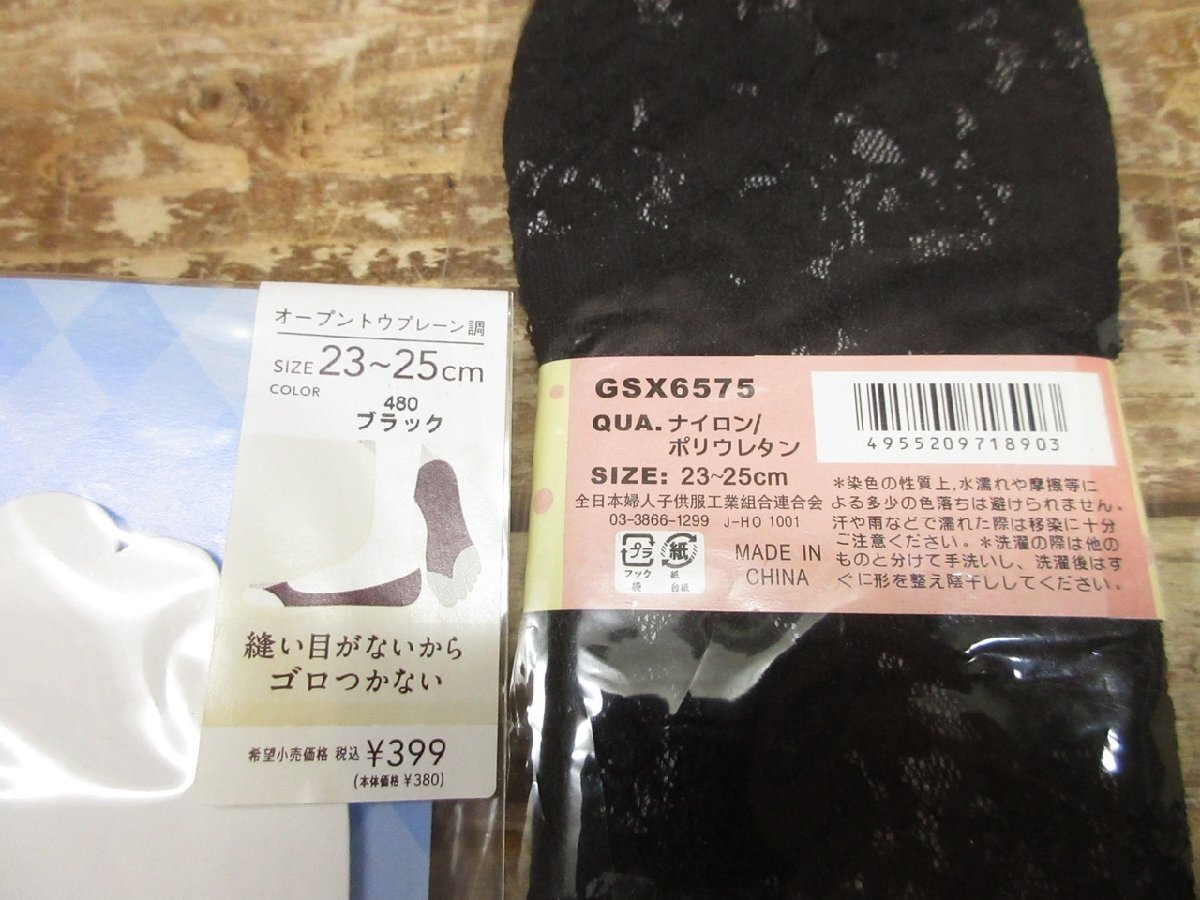 オープントウプレーン調
SIZE 23~25cm
COLOR
480
ブラック
縫い目がないから
ゴロつかない
希望小売価格 税込 ¥399
(本体価格 ¥380)
GSX6575
QUA. ナイロン/
ポリウレタン
SIZE: 23~25cm
全日本婦人子供服工業組合連合会
03-3866-1299 J-HO 1001
プラ 紙
フック 紙
袋 台紙
MADE IN
CHINA
4955209718903
*染色の性質上,水濡れや摩擦等に
よる多少の色落ちは避けられません。
汗や雨などで濡れた際は移染に十分
ご注意ください。*洗濯の際は他の
ものと分けて手洗いし、洗濯後はす
ぐに形を整え陰干ししてください。